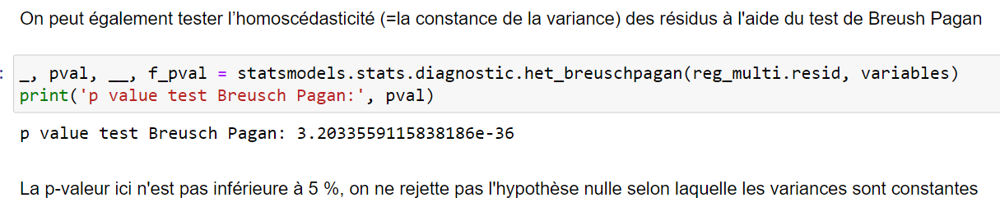 On peut également tester l’homoscédasticité (=la constance de la variance) des résidus à l'aide du test de Breush Pagan
: _, pval, __, f_pval = statsmodels.stats.diagnostic.het_breuschpagan(reg_multi.resid, variables)
print('p value test Breusch Pagan:', pval)
p value test Breusch Pagan: 3.2033559115838186e-36
La p-valeur ici n'est pas inférieure à 5 %, on ne rejette pas l'hypothèse nulle selon laquelle les variances sont constantes